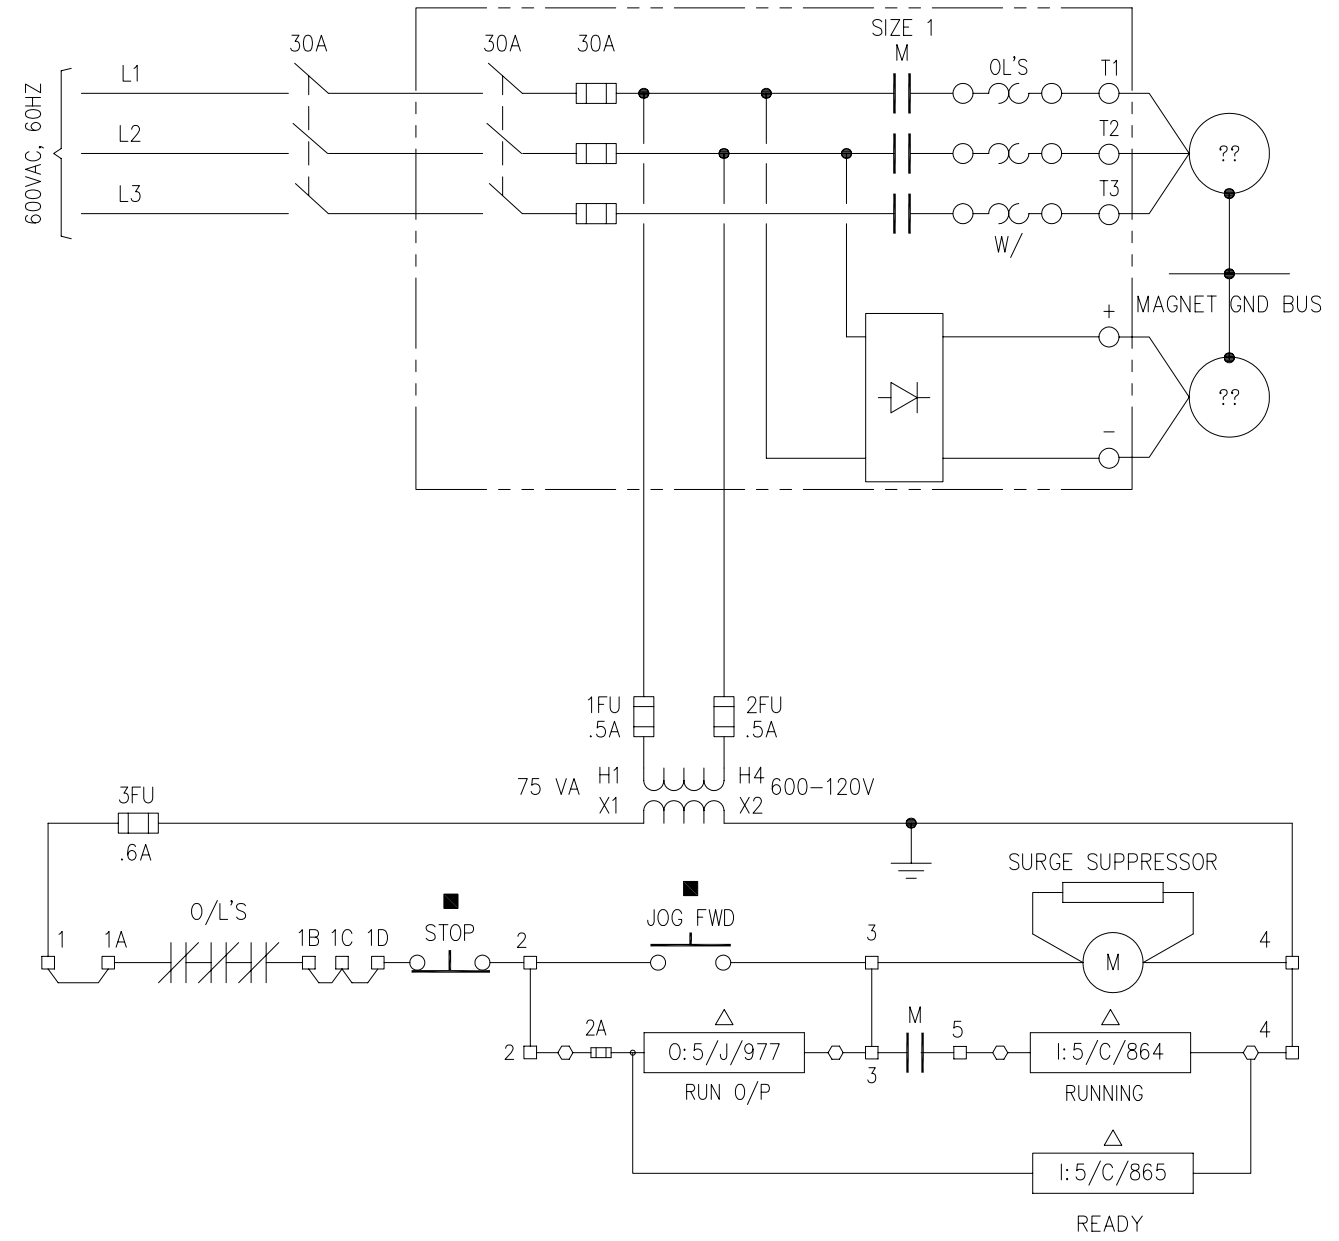 SIZE 1
30A
30A
30A
M
OL'S
T1
L1
T2
L2
T3
L3
600VAC, 60HZ
W/
??
MAGNET GND BUS
+
??
-
1FU
.5A
2FU
.5A
75 VA
H1
H4
600-120V
X1
X2
3FU
.6A
SURGE SUPPRESSOR
O/L'S
STOP
JOG FWD
1
1A
1B
1C
1D
2
3
M
4
2
2A
O:5/J/977
RUN O/P
3
M
5
I:5/C/864
RUNNING
4
I:5/C/865
READY